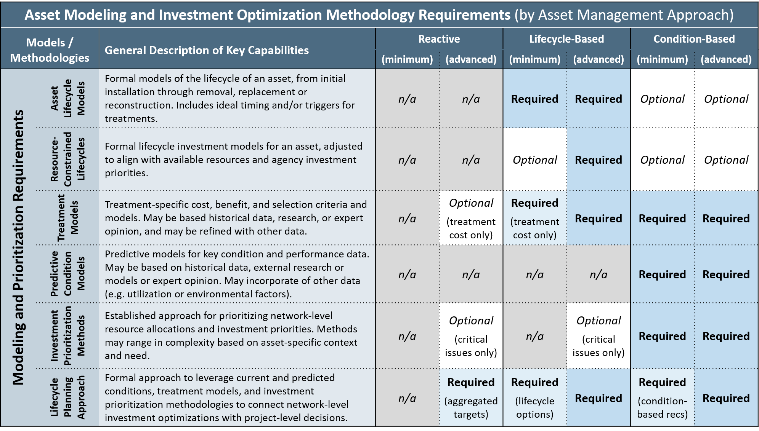 Asset Modeling and Investment Optimization Methodology Requirements (by Asset Management Approach)
Models / Methodologies
General Description of Key Capabilities
Reactive
Lifecycle-Based
Condition-Based
(minimum) (advanced) (minimum) (advanced) (minimum) (advanced)
Modeling and Prioritization Requirements
Asset
Lifecycle
Models
Formal models of the lifecycle of an asset, from initial
installation through removal, replacement or
reconstruction. Includes ideal timing and/or triggers for
treatments.
n/a n/a Required Required Optional Optional
Resource-
Constrained
Lifecycles
Formal lifecycle investment models for an asset, adjusted
to align with available resources and agency investment
priorities.
n/a n/a Optional Required Optional Optional
Treatment
Models
Treatment-specific cost, benefit, and selection criteria and
models. May be based historical data, research, or expert
opinion, and may be refined with other data.
n/a Optional Required Required Required Required
(treatment cost only) (treatment cost only)
Predictive
Condition
Models
Predictive models for key condition and performance data.
May be based on historical data, external research or
models or expert opinion. May incorporate of other data
(e.g. utilization or environmental factors).
n/a n/a n/a n/a Required Required
Investment
Prioritization
Methods
Established approach for prioritizing network-level
resource allocations and investment priorities. Methods
may range in complexity based on asset-specific context
and need.
n/a Optional n/a Optional Required Required
(critical issues only) (critical issues only)
Lifecycle
Planning
Approach
Formal approach to leverage current and predicted
conditions, treatment models, and investment
prioritization methodologies to connect network-level
investment optimizations with project-level decisions.
n/a Required Required Required Required Required
(aggregated targets) (lifecycle options) (condition-based recs)